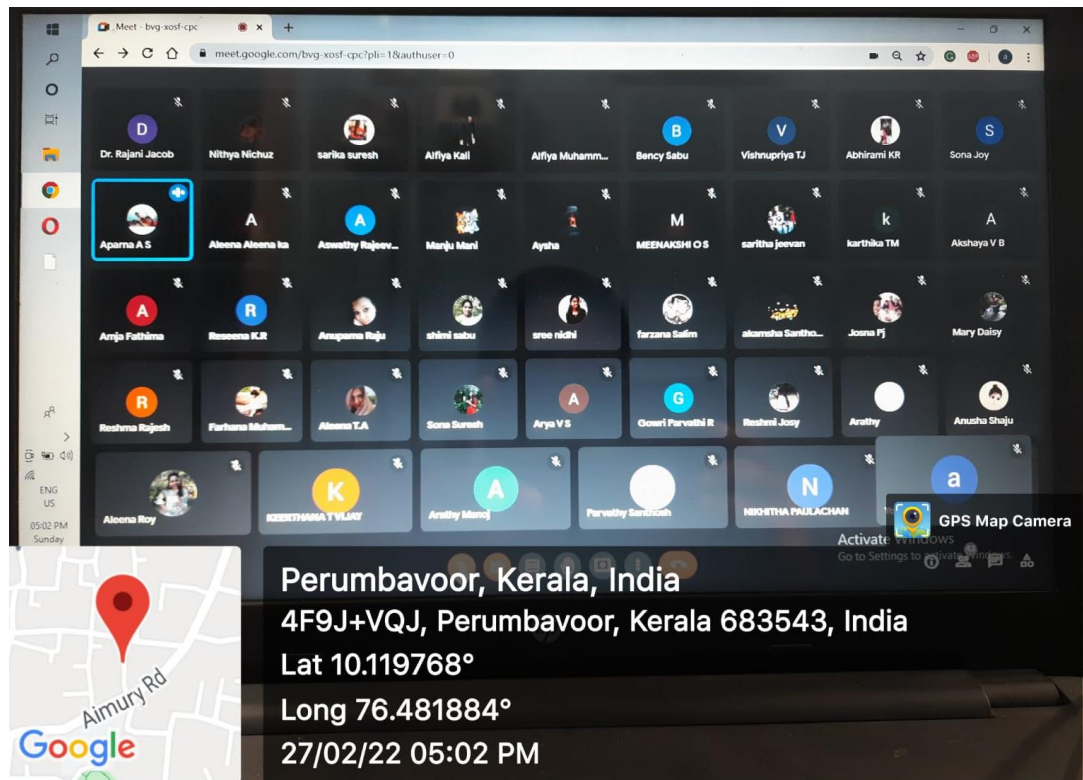 Meet - bvg-xosf-cpc
meet.google.com/bvg-xosf-cpc?pli=1&authuser=0
D V B S
Dr. Rajani Jacob Nithya Nichuz sarika suresh Alfiya Kali Alfiya Muhamm... Bency Sabu Vishnupriya TJ Abhirami KR Sona Joy
A A M k A
Aparna A S Aleena Aleena ka Aswathy Rajeev... Manju Mani Aysha MEENAKSHI O S saritha jeevan karthika TM Akshaya V B
A R
Amja Fathima Reseena K.R Anupama Raju shimi sabu sree nidhi farzana Salim akamsha Santho... Josna Pj Mary Daisy
R A G
Reshma Rajesh Farhana Muham... Aleena T.A Sona Suresh Arya V S Gowri Parvathi R Reshmi Josy Arathy Anusha Shaju
K A N a
Aleena Roy KEERTHANA T VIJAY Arathy Manoj Parvathy Santhosh NIKHITHA PAULACHAN
ENG
US
05:02 PM
Sunday
GPS Map Camera
Activate Windows
Go to Settings to activate Windows.
Perumbavoor, Kerala, India
4F9J+VQJ, Perumbavoor, Kerala 683543, India
Lat 10.119768°
Long 76.481884°
27/02/22 05:02 PM
Aimury Rd
Google